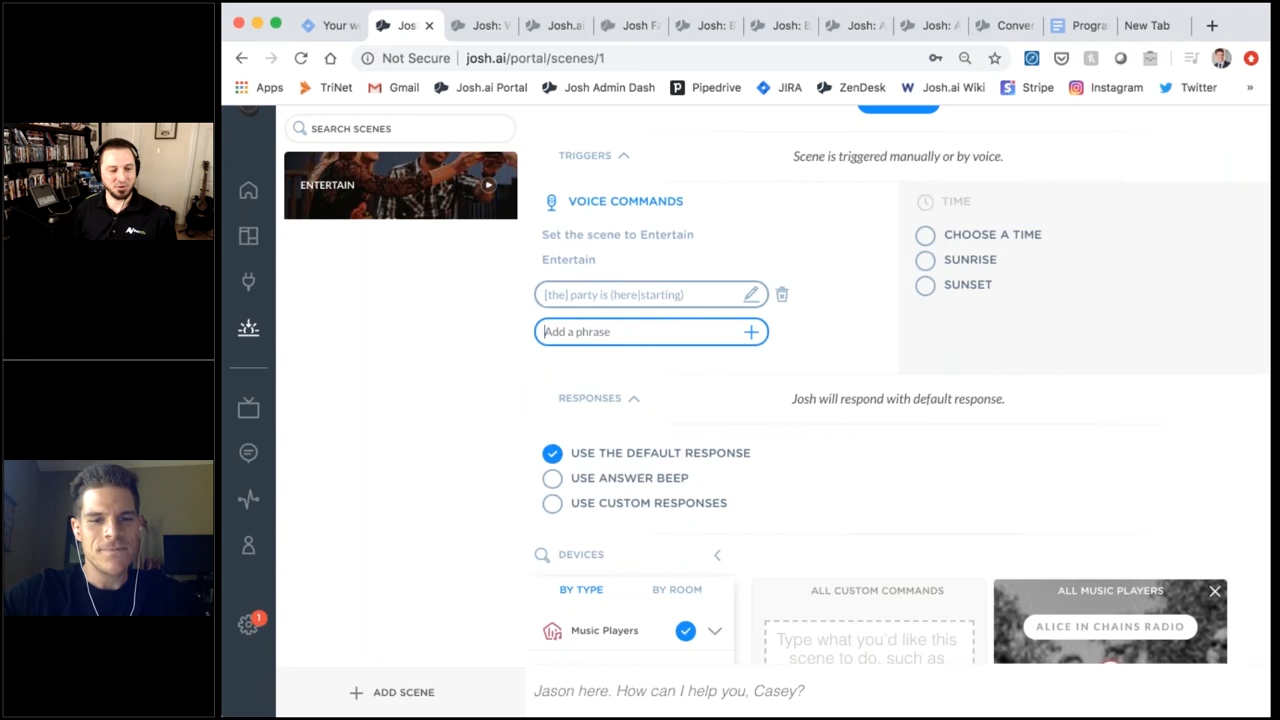 Your w
Jos
Josh: W
Josh.ai
Josh FA
Josh: E
Josh: E
Josh: A
Josh: A
Conver
Progra
New Tab
Not Secure
josh.ai/portal/scenes/1
Apps
TriNet
Gmail
Josh.ai Portal
Josh Admin Dash
Pipedrive
JIRA
ZenDesk
Josh.ai Wiki
Stripe
Instagram
Twitter
»
SEARCH SCENES
ENTERTAIN
TRIGGERS
Scene is triggered manually or by voice.
VOICE COMMANDS
Set the scene to Entertain
Entertain
[the] party is (here|starting)
Add a phrase
TIME
CHOOSE A TIME
SUNRISE
SUNSET
RESPONSES
Josh will respond with default response.
USE THE DEFAULT RESPONSE
USE ANSWER BEEP
USE CUSTOM RESPONSES
DEVICES
BY TYPE
BY ROOM
Music Players
ALL CUSTOM COMMANDS
Type what you'd like this
scene to do, such as
ALL MUSIC PLAYERS
ALICE IN CHAINS RADIO
1
ADD SCENE
Jason here. How can I help you, Casey?